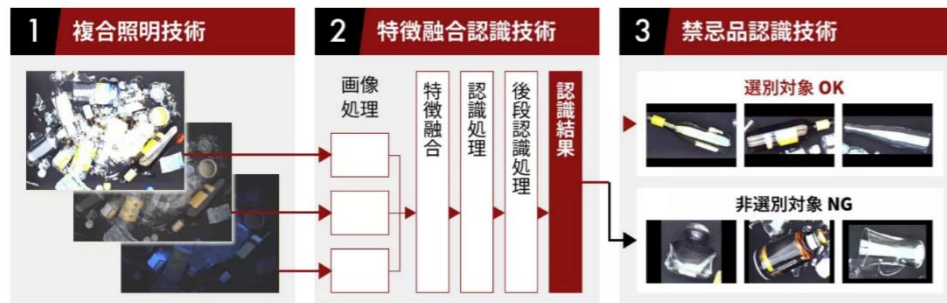 1 複合照明技術
2 特徴融合認識技術
3 禁忌品認識技術
画像
処理
特徴融合
認識処理
後段認識処理
認識結果
選別対象 OK
非選別対象 NG